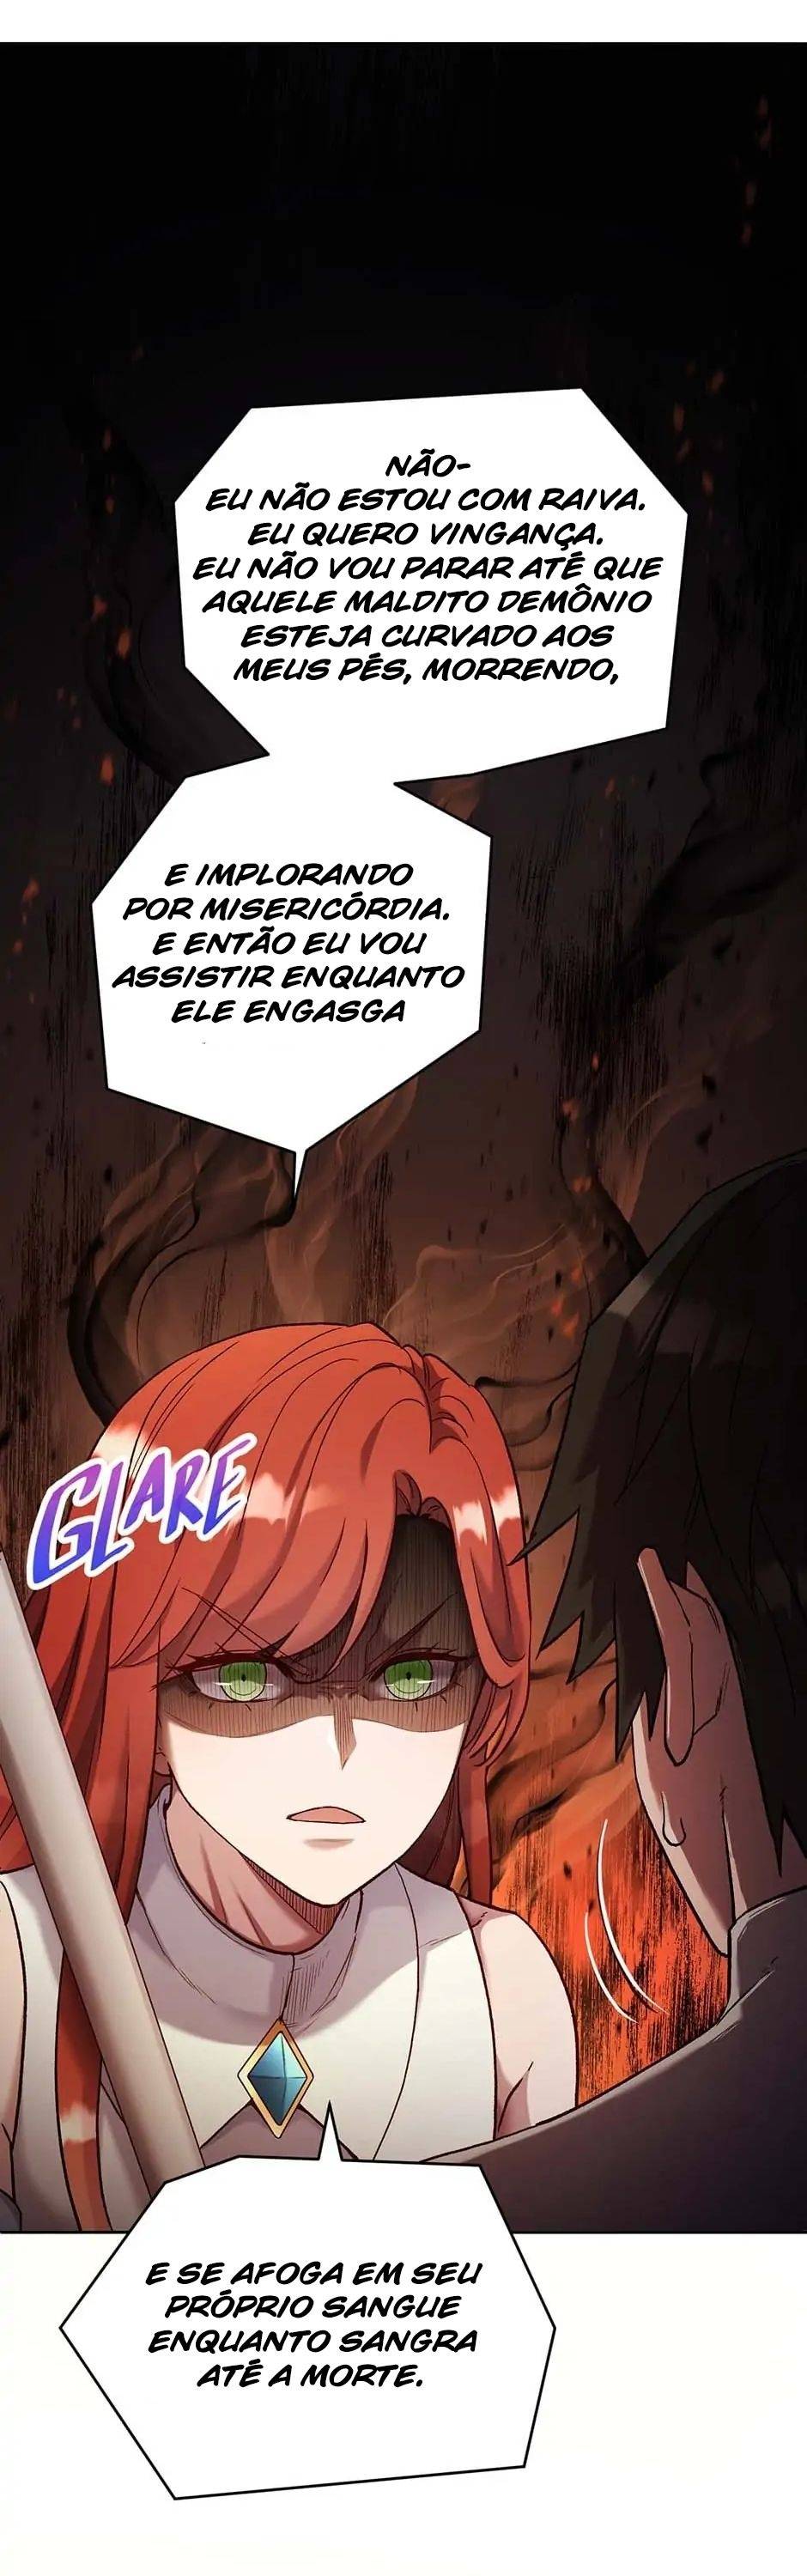 NÃO-
EU NÃO ESTOU COM RAIVA.
EU QUERO VINGANÇA.
EU NÃO VOU PARAR ATÉ QUE
AQUELE MALDITO DEMÔNIO
ESTEJA CURVADO AOS
MEUS PÉS, MORRENDO,
E IMPLORANDO
POR MISERICÓRDIA.
E ENTÃO EU VOU
ASSISTIR ENQUANTO
ELE ENGASGA
GLARE
E SE AFOGA EM SEU
PRÓPRIO SANGUE
ENQUANTO SANGRA
ATÉ A MORTE.